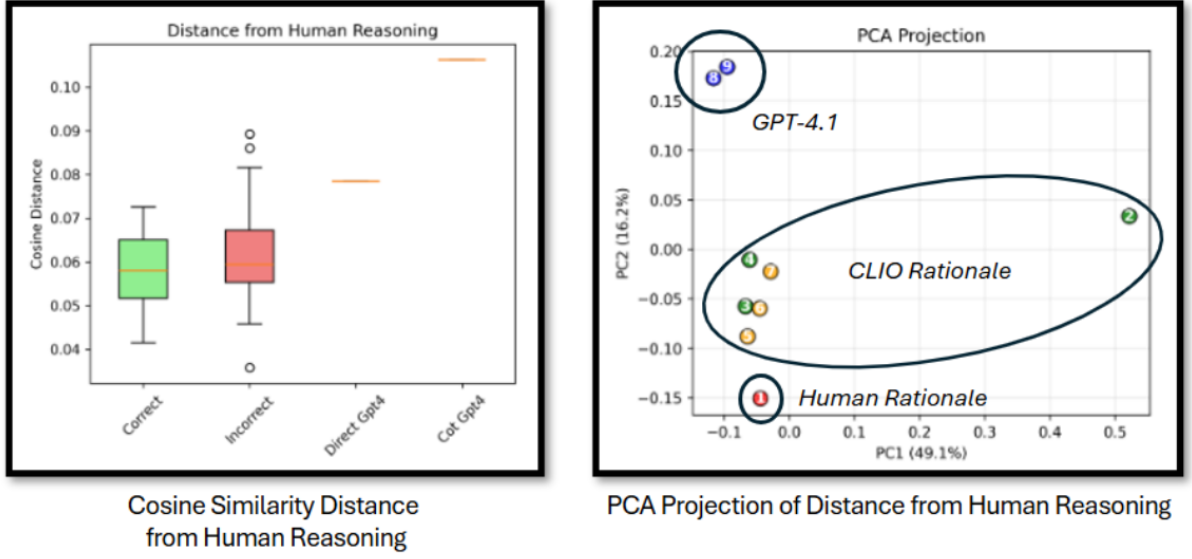 Distance from Human Reasoning
Cosine Distance
0.10
0.09
0.08
0.07
0.06
0.05
0.04
Correct
Incorrect
Direct Gpt4
Cot Gpt4
Cosine Similarity Distance
from Human Reasoning
PCA Projection
PC2 (16.2%)
0.20
0.15
0.10
0.05
0.00
−0.05
−0.10
−0.15
8
9
GPT-4.1
2
4
7
CLIO Rationale
3
6
5
1
Human Rationale
−0.1
0.0
0.1
0.2
0.3
0.4
0.5
PC1 (49.1%)
PCA Projection of Distance from Human Reasoning